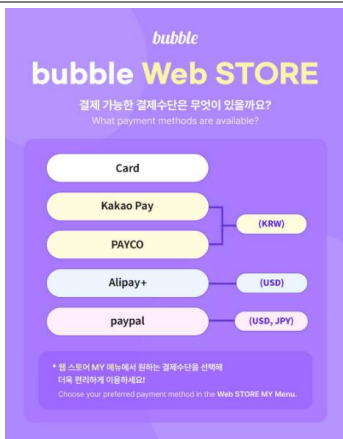 bubble
bubble Web STORE
결제 가능한 결제수단은 무엇이 있을까요?
What payment methods are available?
Card
Kakao Pay
(KRW)
PAYCO
Alipay+
(USD)
paypal
(USD, JPY)
* 웹 스토어 MY 메뉴에서 원하는 결제수단을 선택해
더욱 편리하게 이용하세요!
Choose your preferred payment method in the Web STORE MY Menu.